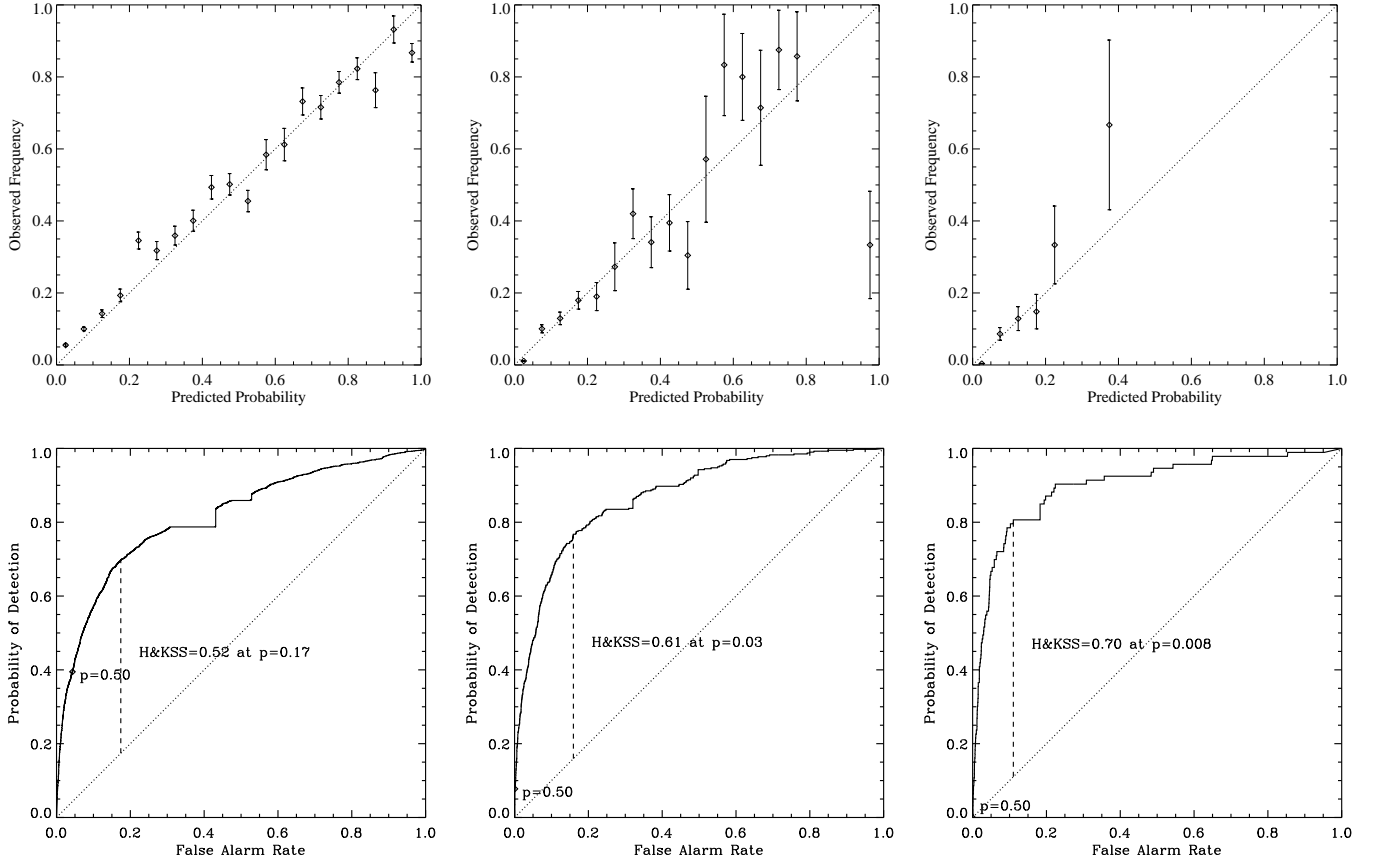 1.0
0.8
0.6
0.4
0.2
0.0
Observed Frequency
0.0 0.2 0.4 0.6 0.8 1.0
Predicted Probability
1.0
0.8
0.6
0.4
0.2
0.0
Observed Frequency
0.0 0.2 0.4 0.6 0.8 1.0
Predicted Probability
1.0
0.8
0.6
0.4
0.2
0.0
Observed Frequency
0.0 0.2 0.4 0.6 0.8 1.0
Predicted Probability
1.0
0.8
0.6
0.4
0.2
0.0
Probability of Detection
H&KSS=0.52 at p=0.17
p=0.50
0.0 0.2 0.4 0.6 0.8 1.0
False Alarm Rate
1.0
0.8
0.6
0.4
0.2
0.0
Probability of Detection
H&KSS=0.61 at p=0.03
p=0.50
0.0 0.2 0.4 0.6 0.8 1.0
False Alarm Rate
1.0
0.8
0.6
0.4
0.2
0.0
Probability of Detection
H&KSS=0.70 at p=0.008
p=0.50
0.0 0.2 0.4 0.6 0.8 1.0
False Alarm Rate